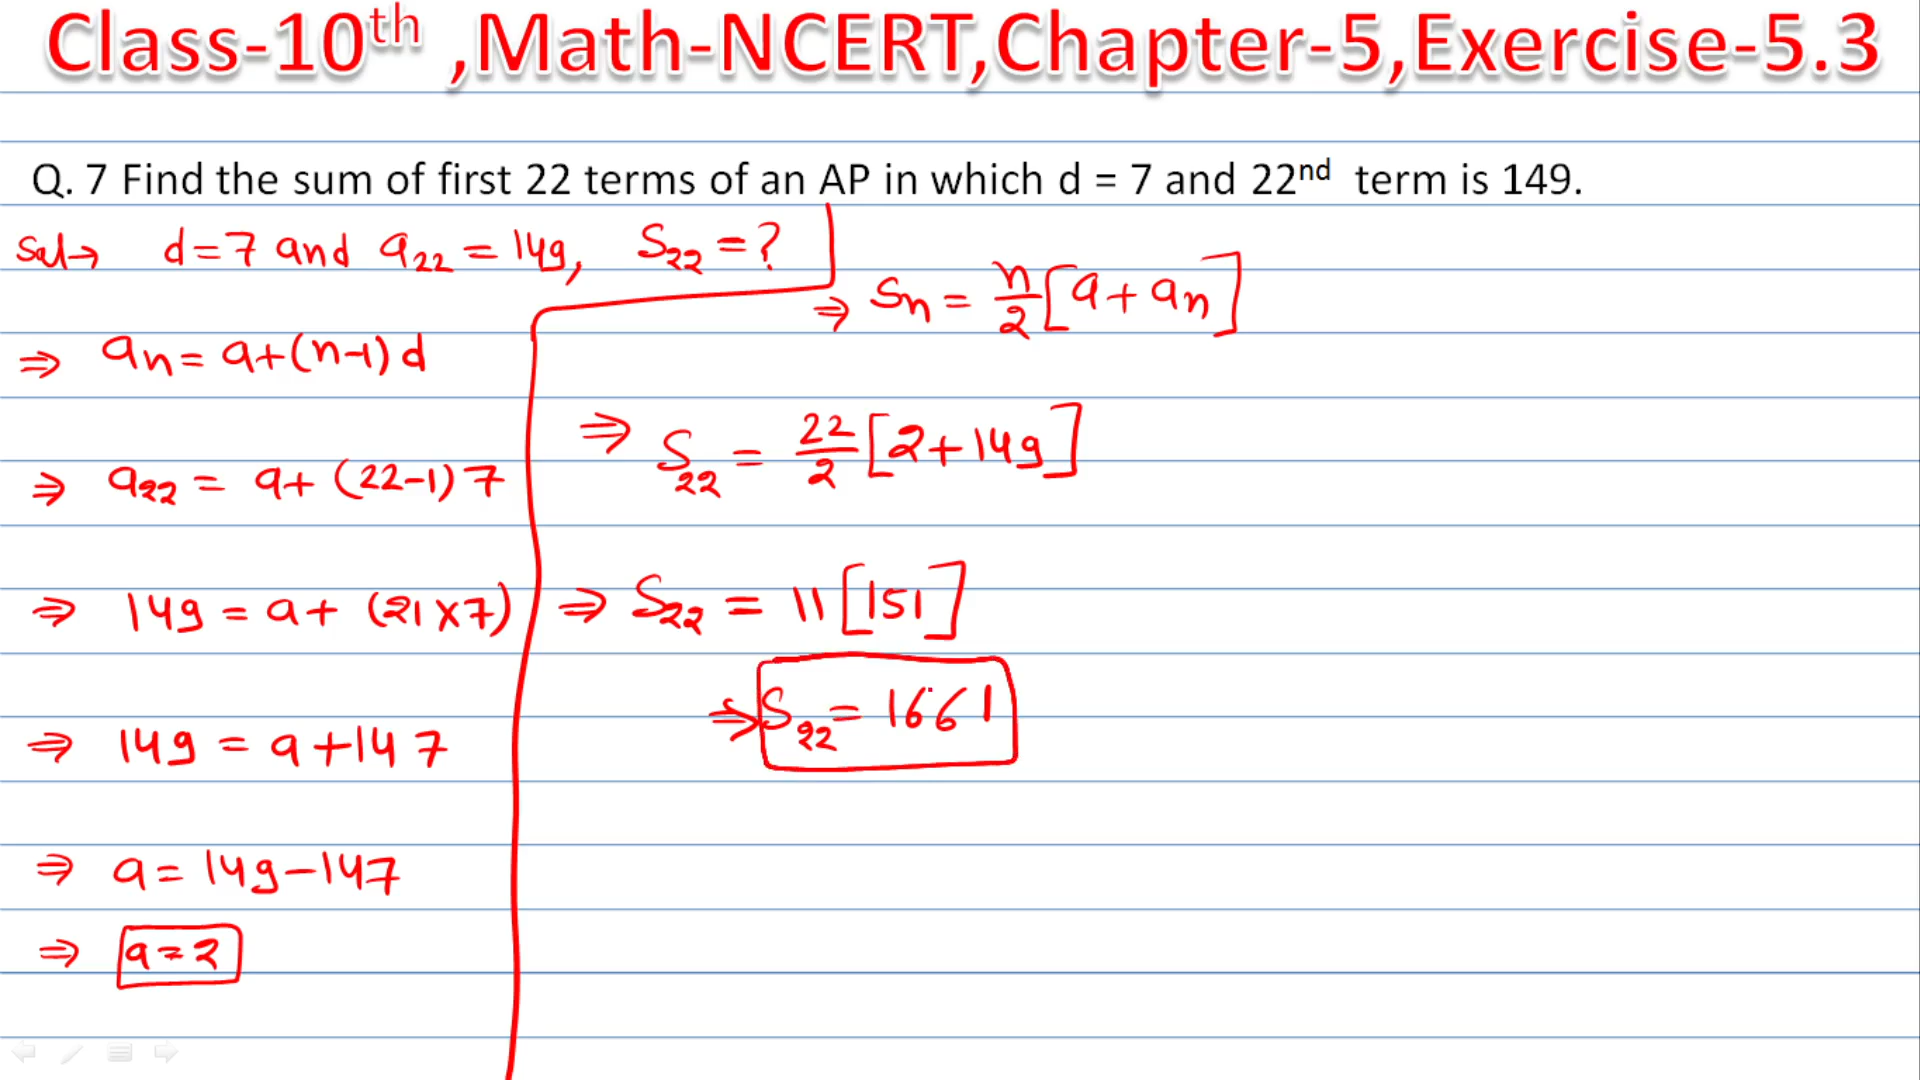 Class-10th ,Math-NCERT,Chapter-5,Exercise-5.3
Q. 7 Find the sum of first 22 terms of an AP in which d = 7 and 22nd term is 149.
Sol→ d=7 and a22 = 149, S22 = ?
⇒ an = a+(n-1)d
⇒ a22 = a+(22-1)7
⇒ 149 = a+ (21×7)
⇒ 149 = a+147
⇒ a = 149-147
⇒ a=2
⇒ Sn = n/2 [a+an]
⇒ S22 = 22/2 [2+149]
⇒ S22 = 11[151]
⇒ S22 = 1661